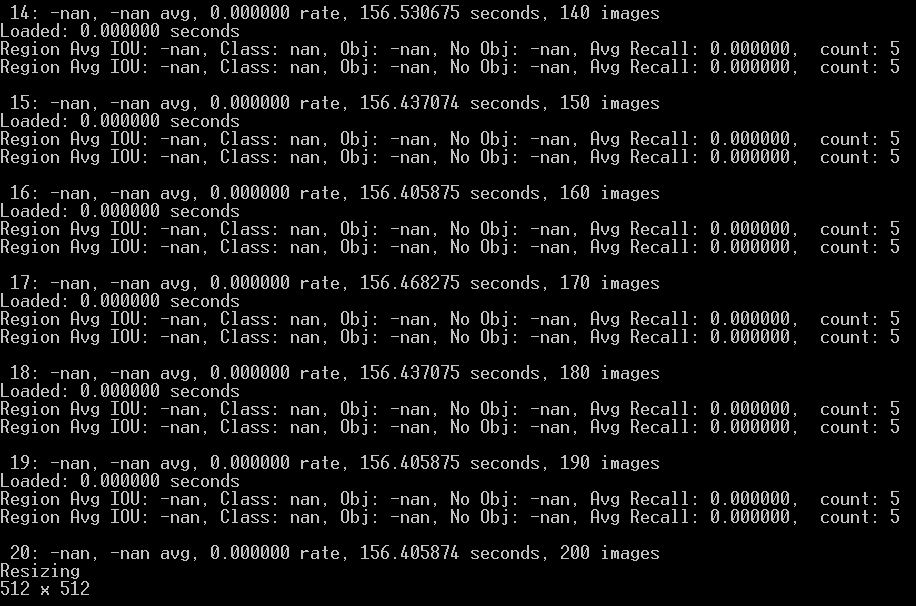 14: -nan, -nan avg, 0.000000 rate, 156.530675 seconds, 140 images
Loaded: 0.000000 seconds
Region Avg IOU: -nan, Class: nan, Obj: -nan, No Obj: -nan, Avg Recall: 0.000000,  count: 5
Region Avg IOU: -nan, Class: nan, Obj: -nan, No Obj: -nan, Avg Recall: 0.000000,  count: 5
15: -nan, -nan avg, 0.000000 rate, 156.437074 seconds, 150 images
Loaded: 0.000000 seconds
Region Avg IOU: -nan, Class: nan, Obj: -nan, No Obj: -nan, Avg Recall: 0.000000,  count: 5
Region Avg IOU: -nan, Class: nan, Obj: -nan, No Obj: -nan, Avg Recall: 0.000000,  count: 5
16: -nan, -nan avg, 0.000000 rate, 156.405875 seconds, 160 images
Loaded: 0.000000 seconds
Region Avg IOU: -nan, Class: nan, Obj: -nan, No Obj: -nan, Avg Recall: 0.000000,  count: 5
Region Avg IOU: -nan, Class: nan, Obj: -nan, No Obj: -nan, Avg Recall: 0.000000,  count: 5
17: -nan, -nan avg, 0.000000 rate, 156.468275 seconds, 170 images
Loaded: 0.000000 seconds
Region Avg IOU: -nan, Class: nan, Obj: -nan, No Obj: -nan, Avg Recall: 0.000000,  count: 5
Region Avg IOU: -nan, Class: nan, Obj: -nan, No Obj: -nan, Avg Recall: 0.000000,  count: 5
18: -nan, -nan avg, 0.000000 rate, 156.437075 seconds, 180 images
Loaded: 0.000000 seconds
Region Avg IOU: -nan, Class: nan, Obj: -nan, No Obj: -nan, Avg Recall: 0.000000,  count: 5
Region Avg IOU: -nan, Class: nan, Obj: -nan, No Obj: -nan, Avg Recall: 0.000000,  count: 5
19: -nan, -nan avg, 0.000000 rate, 156.405875 seconds, 190 images
Loaded: 0.000000 seconds
Region Avg IOU: -nan, Class: nan, Obj: -nan, No Obj: -nan, Avg Recall: 0.000000,  count: 5
Region Avg IOU: -nan, Class: nan, Obj: -nan, No Obj: -nan, Avg Recall: 0.000000,  count: 5
20: -nan, -nan avg, 0.000000 rate, 156.405874 seconds, 200 images
Resizing
512 x 512